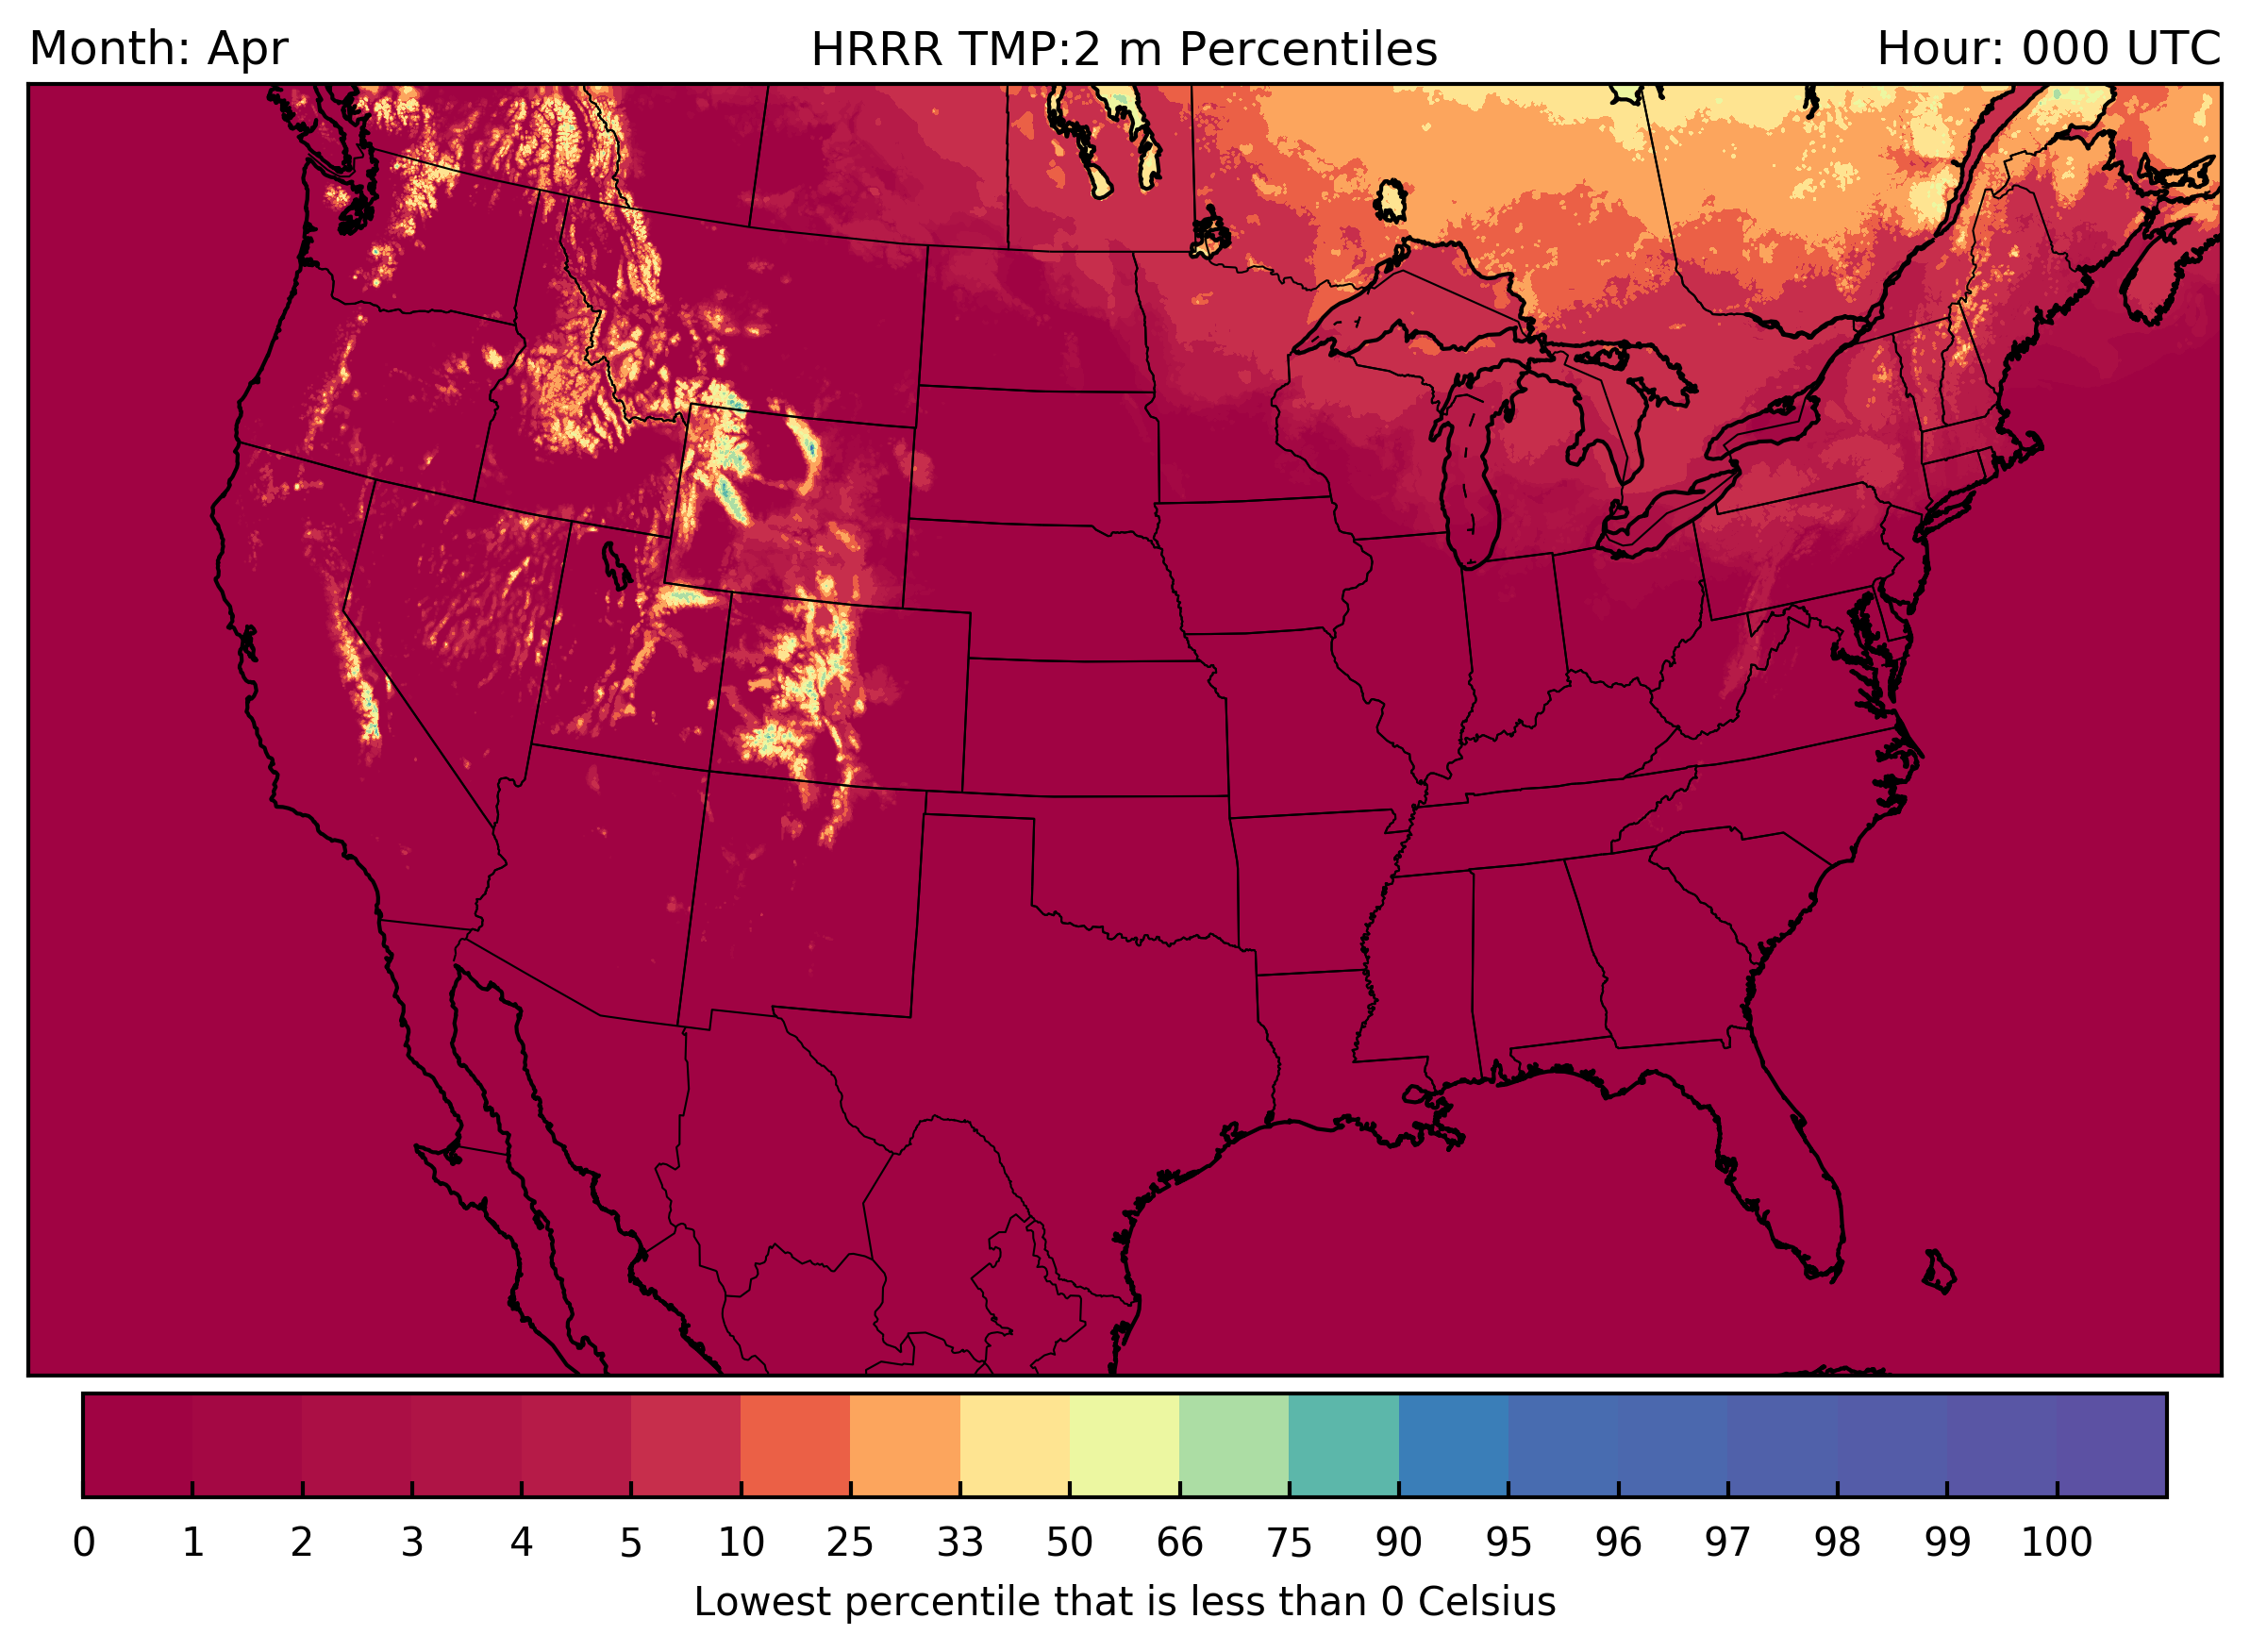 Month: Apr HRRR TMP:2 m Percentiles Hour: 000 UTC
0 1 2 3 4 5 10 25 33 50 66 75 90 95 96 97 98 99 100
Lowest percentile that is less than 0 Celsius